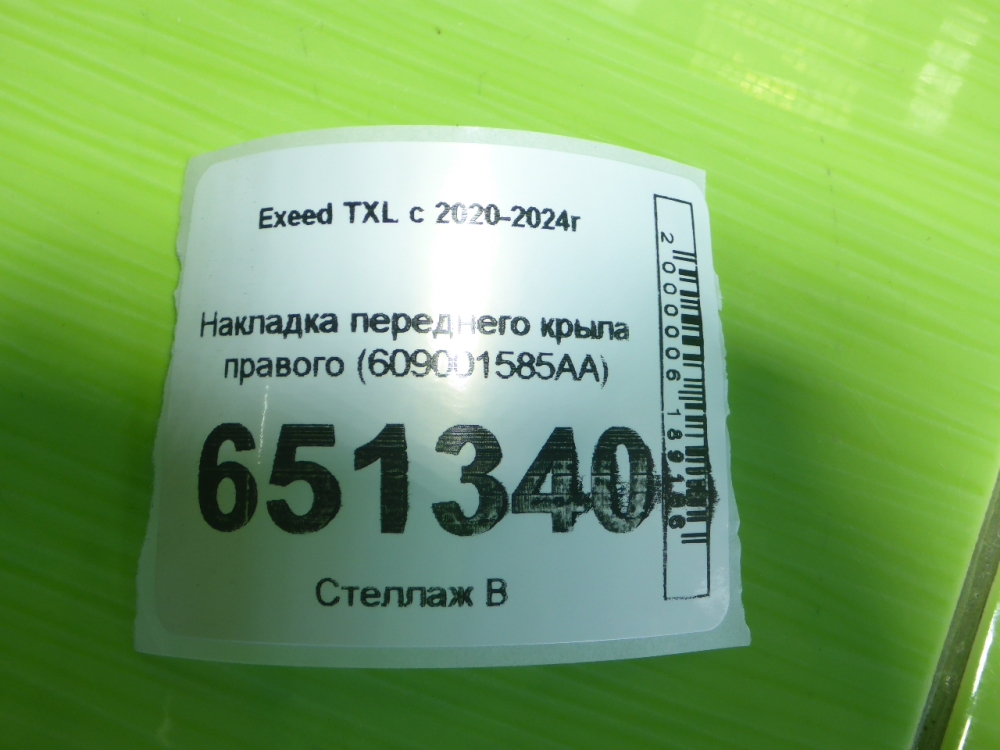 Exeed TXL с 2020-2024г
Накладка переднего крыла
правого (609001585AA)
651340
Стеллаж В